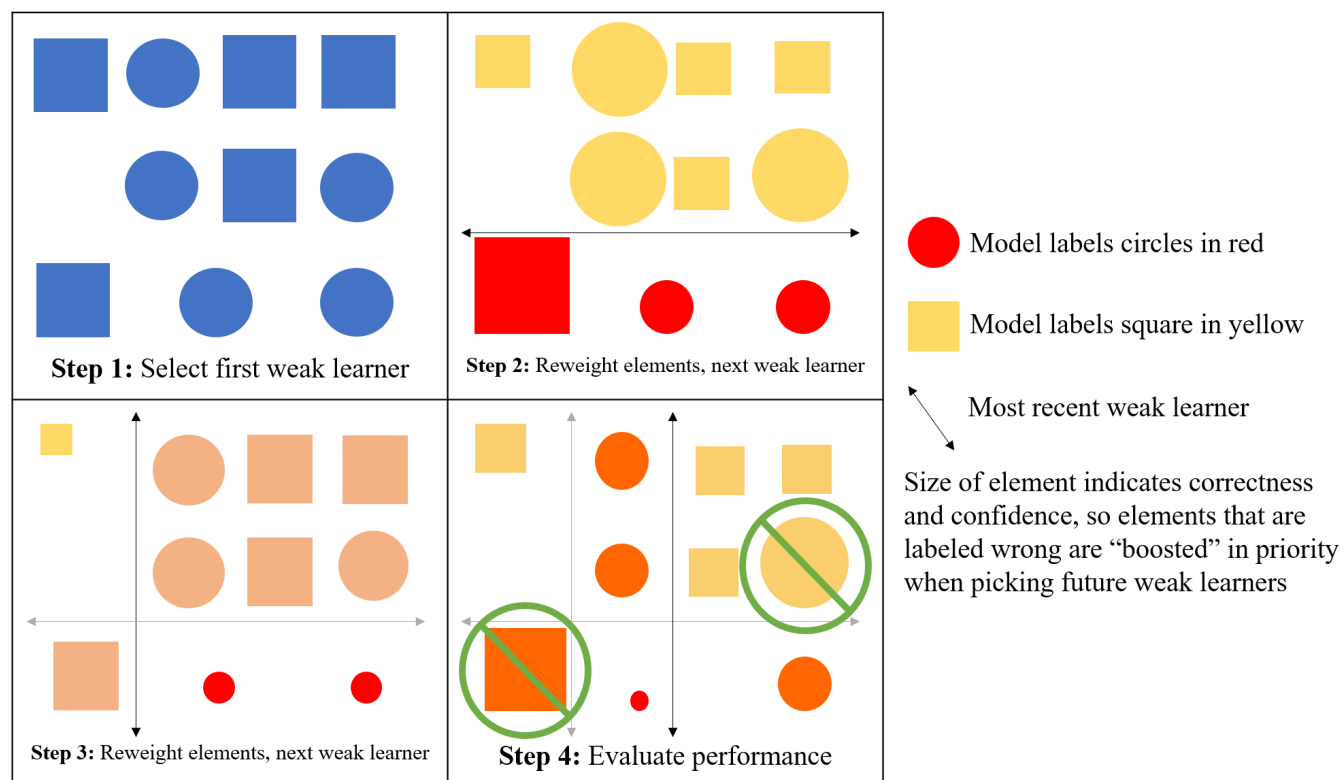 Step 1: Select first weak learner
Step 2: Reweight elements, next weak learner
Step 3: Reweight elements, next weak learner
Step 4: Evaluate performance
Model labels circles in red
Model labels square in yellow
Most recent weak learner
Size of element indicates correctness
and confidence, so elements that are
labeled wrong are “boosted” in priority
when picking future weak learners